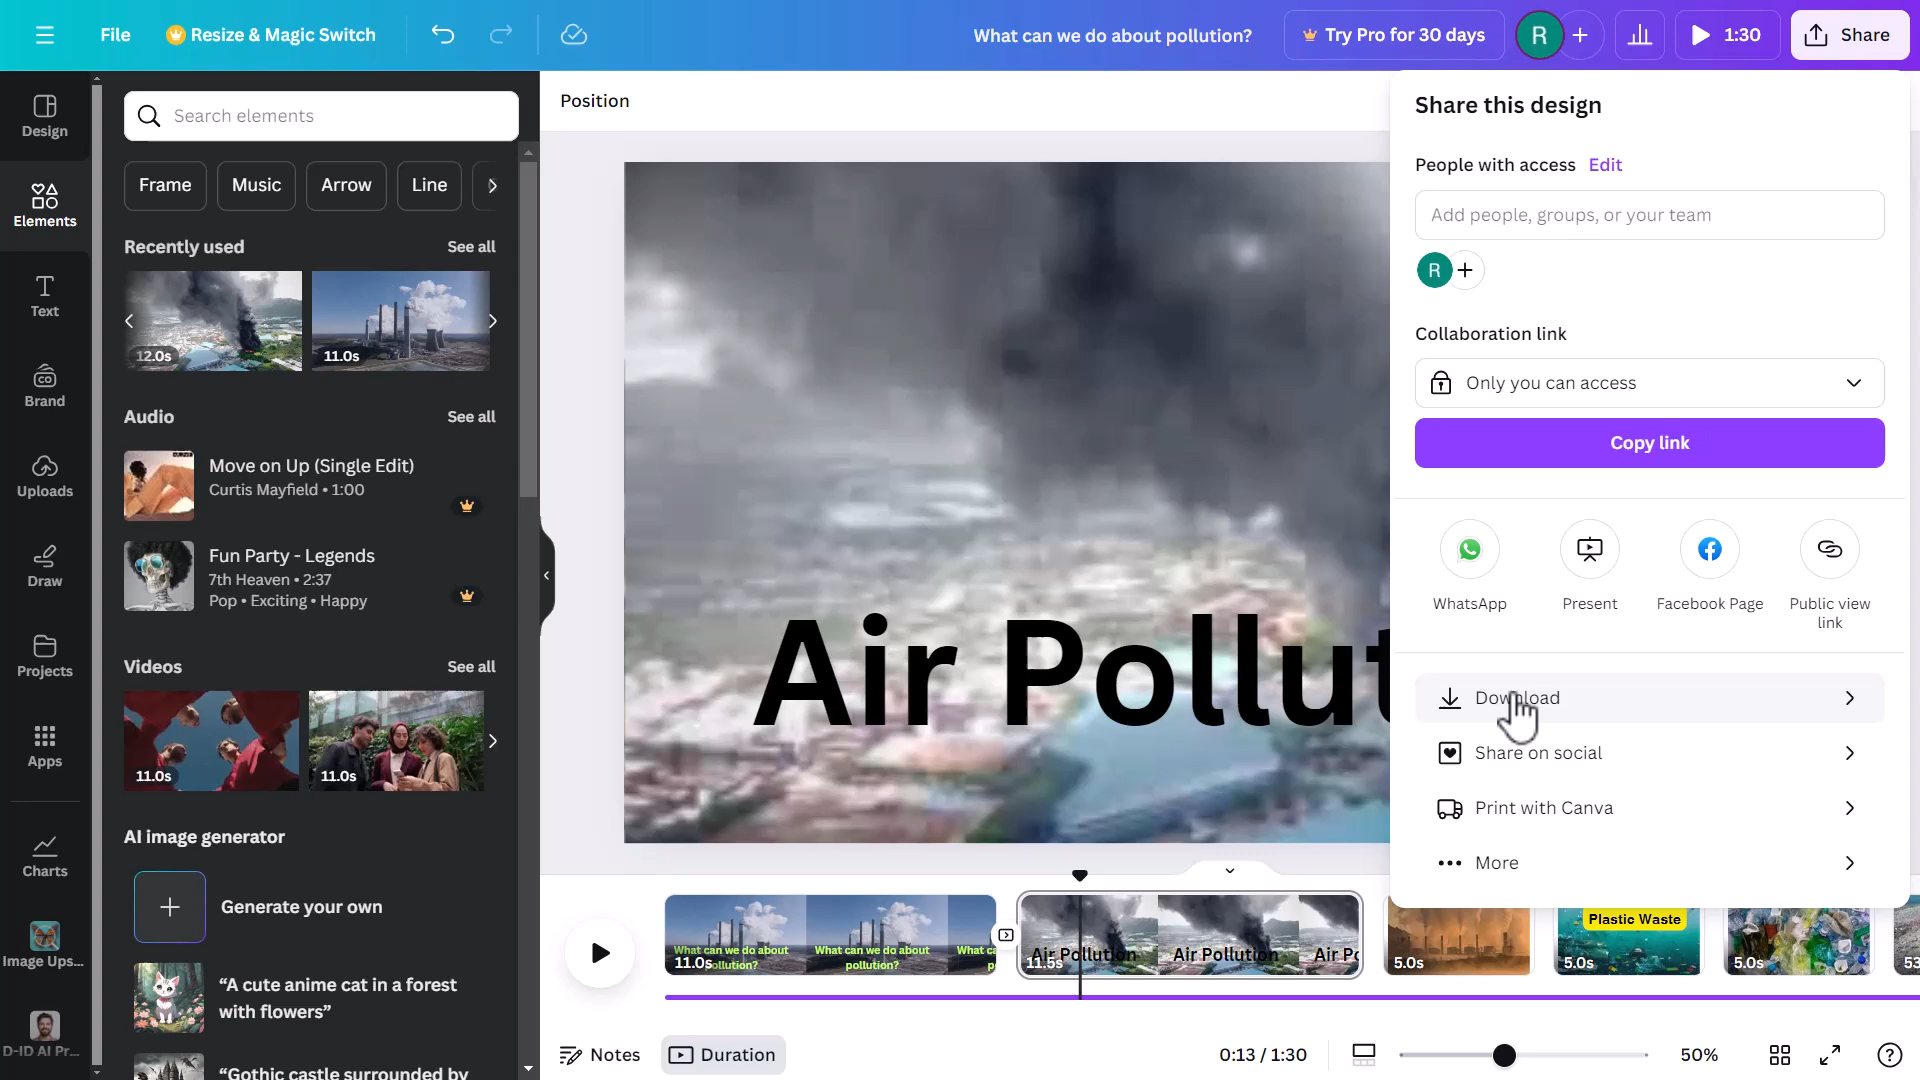 File
Resize & Magic Switch
What can we do about pollution?
Try Pro for 30 days
R
1:30
Share
Design
Elements
Text
Brand
Uploads
Draw
Projects
Apps
Charts
Image Ups...
D-ID AI Pr...
Search elements
Frame
Music
Arrow
Line
Recently used
See all
12.0s
11.0s
Audio
See all
Move on Up (Single Edit)
Curtis Mayfield • 1:00
Fun Party - Legends
7th Heaven • 2:37
Pop • Exciting • Happy
Videos
See all
11.0s
11.0s
AI image generator
Generate your own
“A cute anime cat in a forest
with flowers”
“Gothic castle surrounded by
Position
Air Pollut
Share this design
People with access Edit
Add people, groups, or your team
R
Collaboration link
Only you can access
Copy link
WhatsApp
Present
Facebook Page
Public view
link
Download
Share on social
Print with Canva
More
What can we do about
pollution?
11.0s
What can we do about
pollution?
What ca
p
Air Pollution
11.5s
Air Pollution
Air Po
5.0s
Plastic Waste
5.0s
5.0s
53
Notes
Duration
0:13 / 1:30
50%